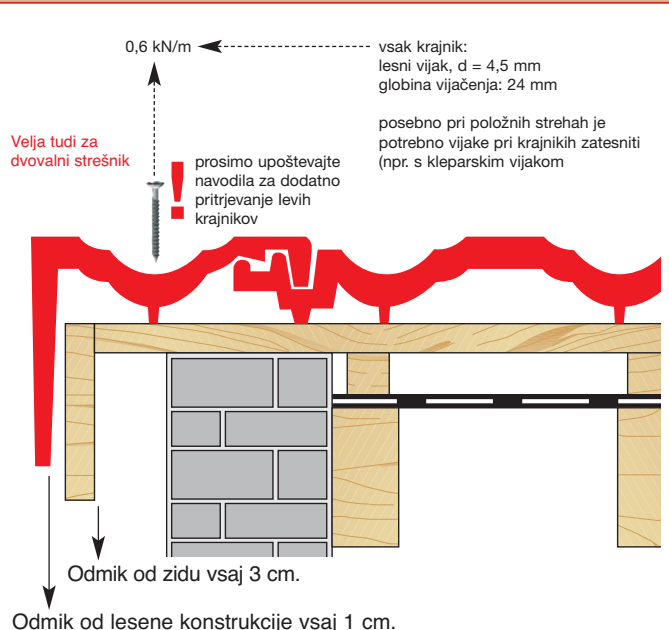 0,6 kN/m
vsak krajnik:
lesni vijak, d = 4,5 mm
globina vijačenja: 24 mm
posebno pri položnih strehah je
potrebno vijake pri krajnikih zatesniti
(npr. s kleparskim vijakom
Velja tudi za
dvovalni strešnik
!
prosimo upoštevajte
navodila za dodatno
pritrjevanje levih
krajnikov
Odmik od zidu vsaj 3 cm.
Odmik od lesene konstrukcije vsaj 1 cm.